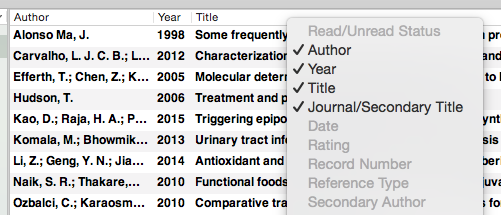 Author Year Title
Read/Unread Status
Alonso Ma, J. 1998 Some frequently
✓ Author
Carvalho, L. J. C. B.; L... 2012 Characterization
✓ Year
Efferth, T.; Chen, Z.; K... 2005 Molecular deter
✓ Title
Hudson, T. 2006 Treatment and p
✓ Journal/Secondary Title
Kao, D.; Raja, H. A.; P... 2015 Triggering epipo
Date
Komala, M.; Bhowmik... 2013 Urinary tract inf
Rating
Li, Z.; Geng, Y. N.; Jia... 2014 Antioxidant and
Record Number
Naik, S. R.; Thakare,... 2010 Functional foods
Reference Type
Ozbalci, C.; Karaosm... 2010 Comparative tra
Secondary Author